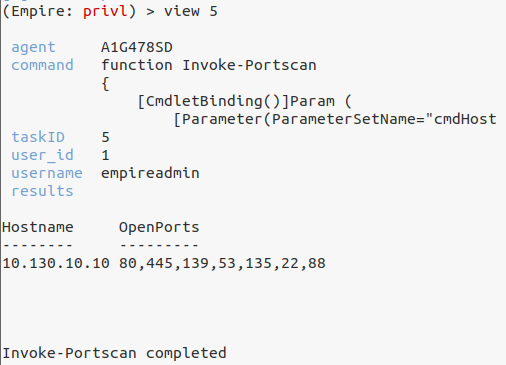 (Empire: privl) > view 5
agent A1G478SD
command function Invoke-Portscan
{
[CmdletBinding()]Param (
[Parameter(ParameterSetName="cmdHost
taskID 5
user_id 1
username empireadmin
results
Hostname OpenPorts
-------- ---------
10.130.10.10 80,445,139,53,135,22,88
Invoke-Portscan completed